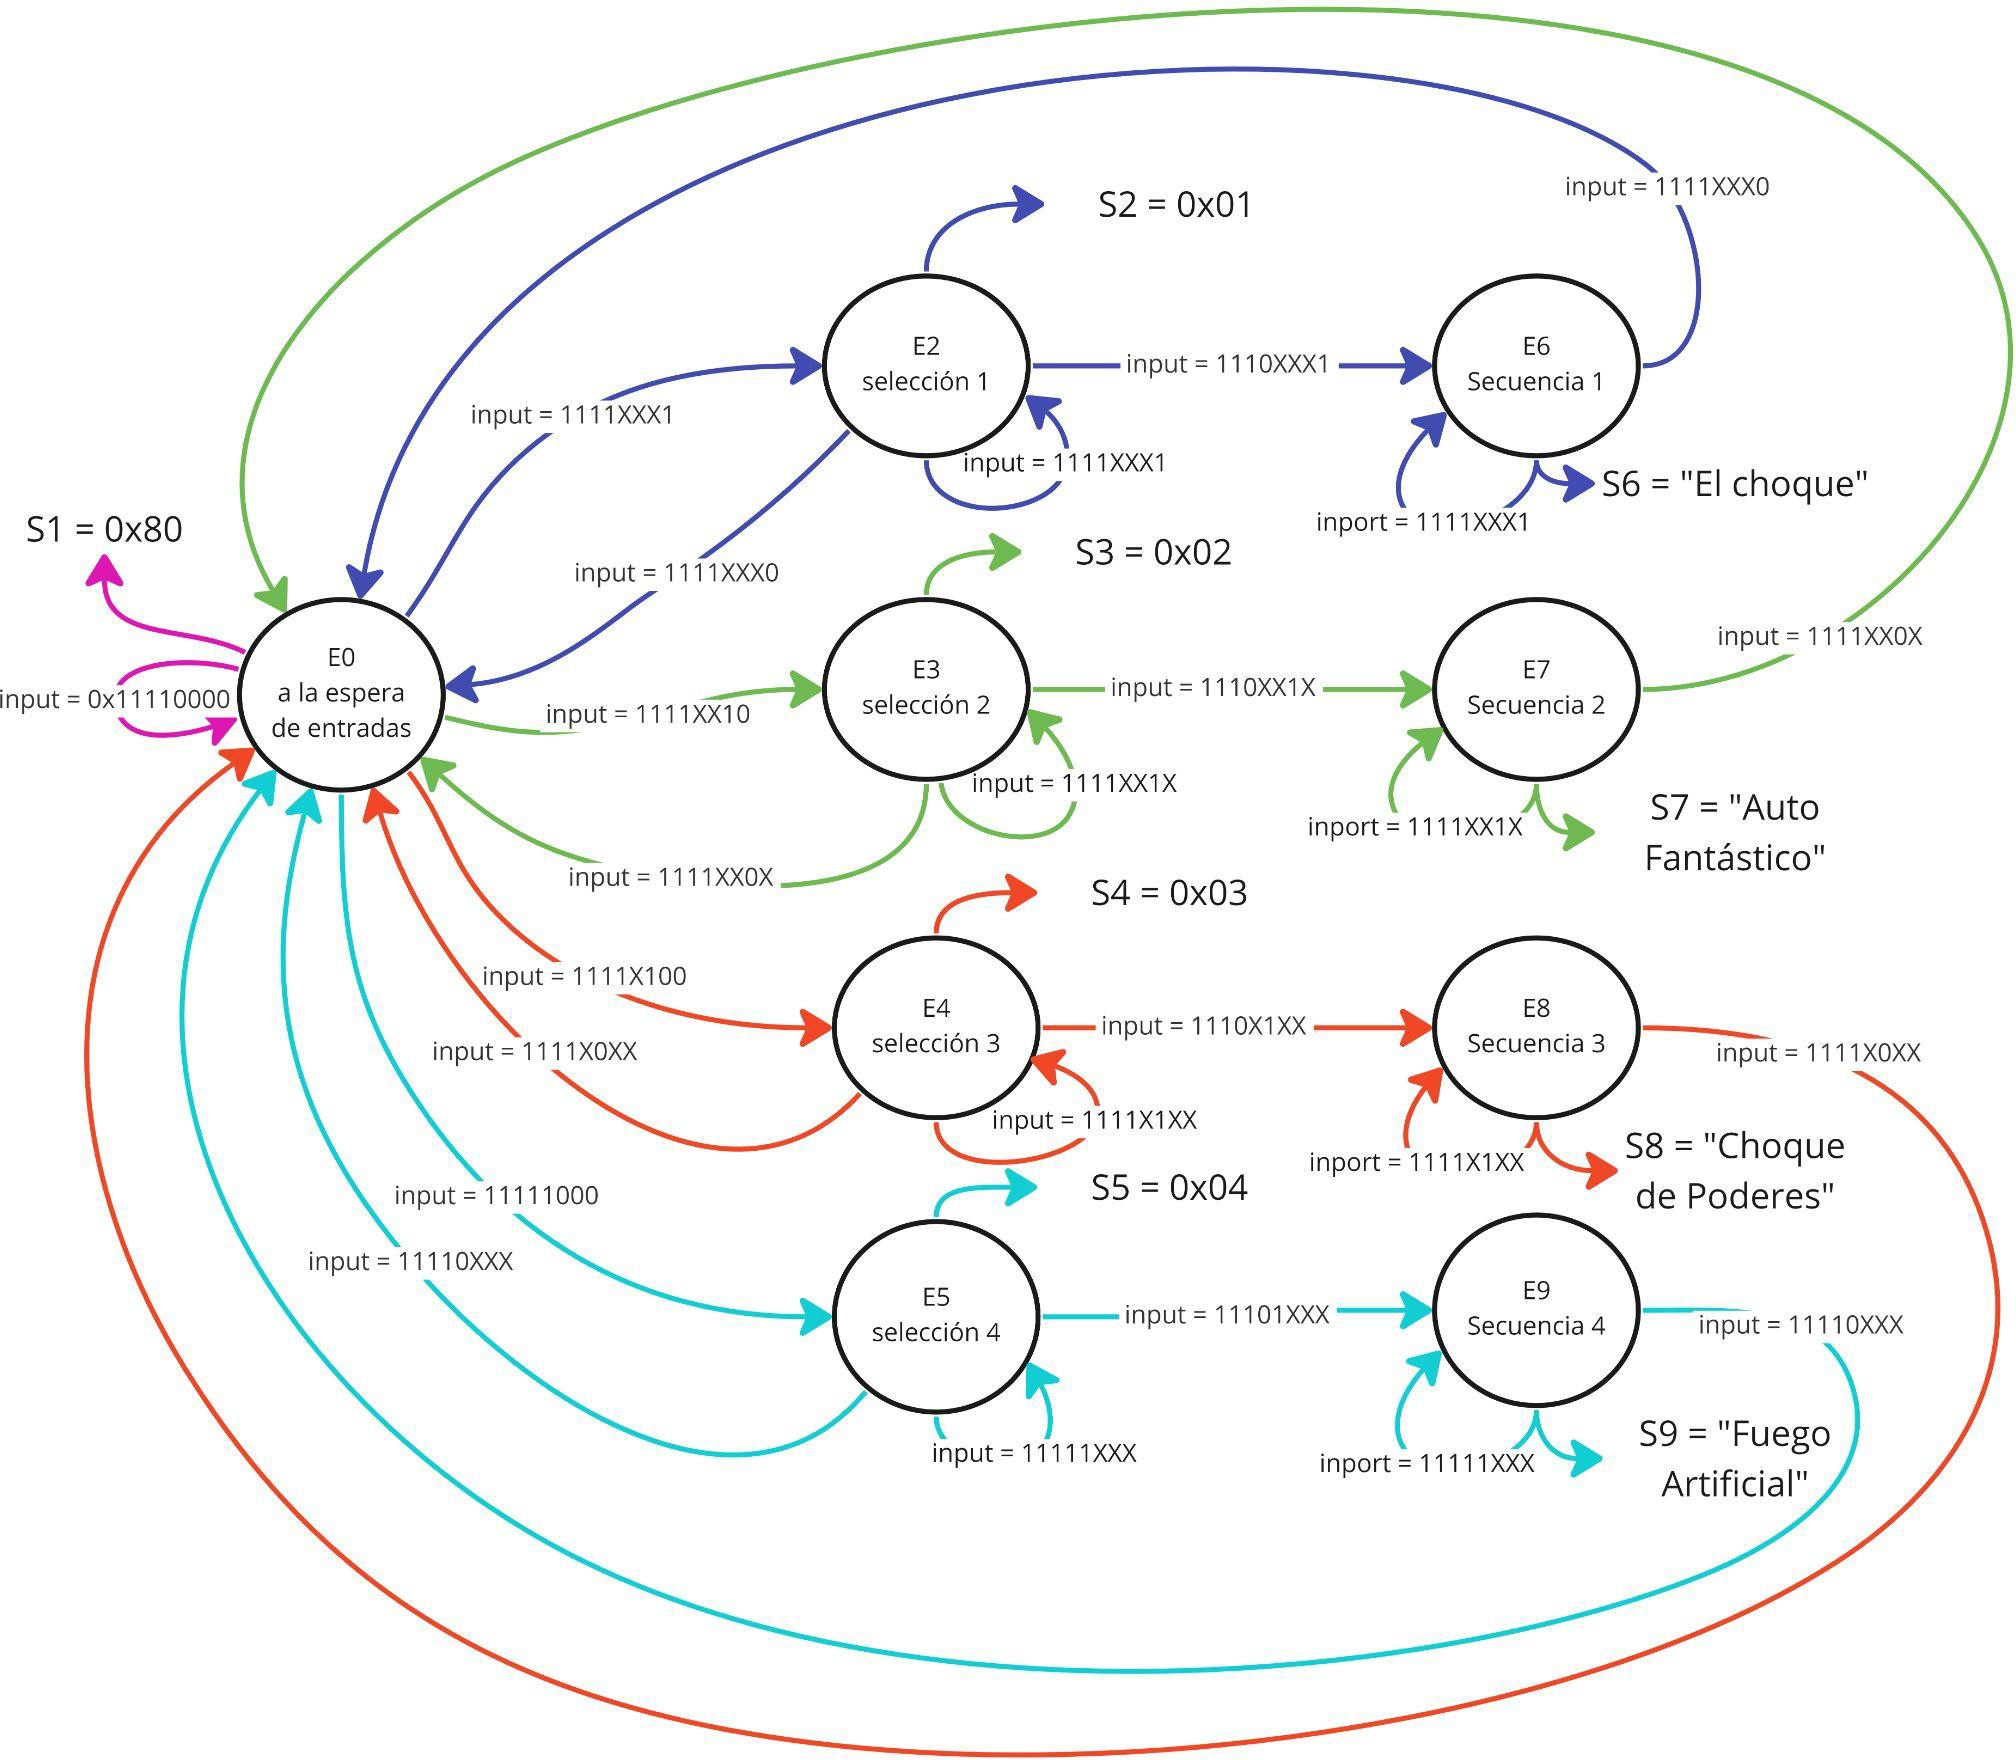 input = 1111XXX0
S2 = 0x01
E2
selección 1
input = 1110XXX1
E6
Secuencia 1
input = 1111XXX1
input = 1111XXX1
S6 = "El choque"
inport = 1111XXX1
S1 = 0x80
S3 = 0x02
input = 1111XXX0
input = 1111XX0X
E0
a la espera
de entradas
input = 0x11110000
E3
selección 2
input = 1110XX1X
E7
Secuencia 2
input = 1111XX10
input = 1111XX1X
S7 = "Auto
Fantástico"
inport = 1111XX1X
input = 1111XX0X
S4 = 0x03
input = 1111X100
E4
selección 3
input = 1110X1XX
E8
Secuencia 3
input = 1111X0XX
input = 1111X0XX
input = 1111X1XX
inport = 1111X1XX
S8 = "Choque
de Poderes"
S5 = 0x04
input = 11111000
input = 11110XXX
E5
selección 4
input = 11101XXX
E9
Secuencia 4
input = 11110XXX
input = 11111XXX
inport = 11111XXX
S9 = "Fuego
Artificial"